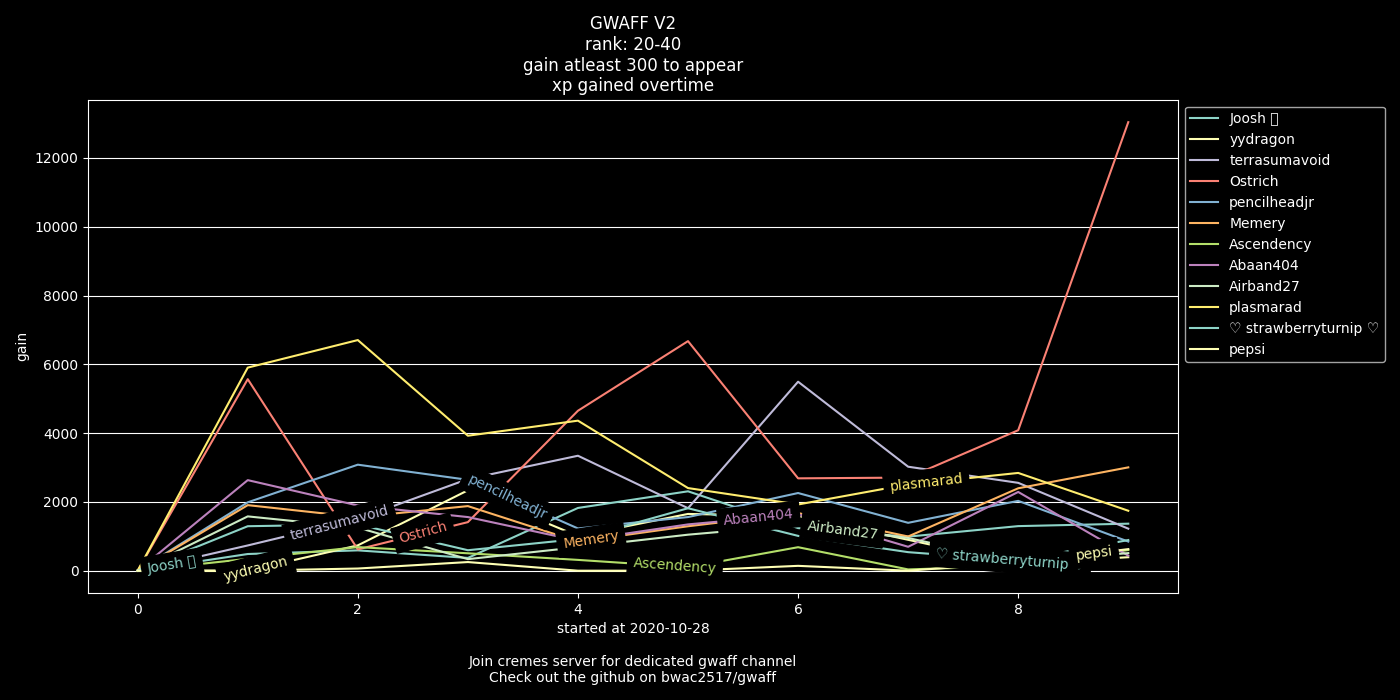 GWAFF V2
rank: 20-40
gain atleast 300 to appear
xp gained overtime
gain
12000
10000
8000
6000
4000
2000
0
0
2
4
6
8
started at 2020-10-28
Join cremes server for dedicated gwaff channel
Check out the github on bwac2517/gwaff
Joosh
yydragon
terrasumavoid
Ostrich
pencilheadjr
Memery
Ascendency
Abaan404
Airband27
plasmarad
♡ strawberryturnip
pepsi
Joosh
yydragon
terrasumavoid
Ostrich
pencilheadjr
Memery
Ascendency
Abaan404
Airband27
plasmarad
♡ strawberryturnip ♡
pepsi